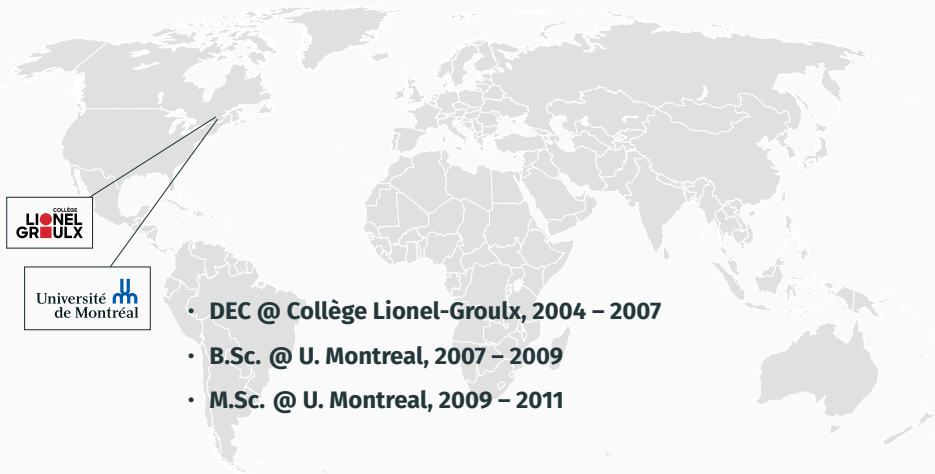 COLLÈGE
LIONEL
GROULX
Université
de Montréal
• DEC @ Collège Lionel-Groulx, 2004 – 2007
• B.Sc. @ U. Montreal, 2007 – 2009
• M.Sc. @ U. Montreal, 2009 – 2011